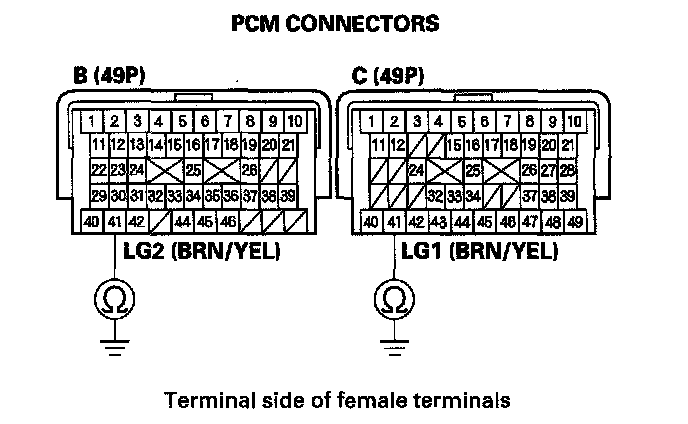 PCM CONNECTORS
B (49P)
1 2 3 4 5 6 7 8 9 10
11 12 13 14 15 16 17 18 19 20 21
22 23 24 25 26
29 30 31 32 33 34 35 36 37 38 39
40 41 42 44 45 46
LG2 (BRN/YEL)
Ω
C (49P)
1 2 3 4 5 6 7 8 9 10
11 12 15 16 17 18 19 20 21
24 25 26 27 28
32 33 34 37 38 39
40 41 42 43 44 45 46 47 48 49
LG1 (BRN/YEL)
Ω
Terminal side of female terminals